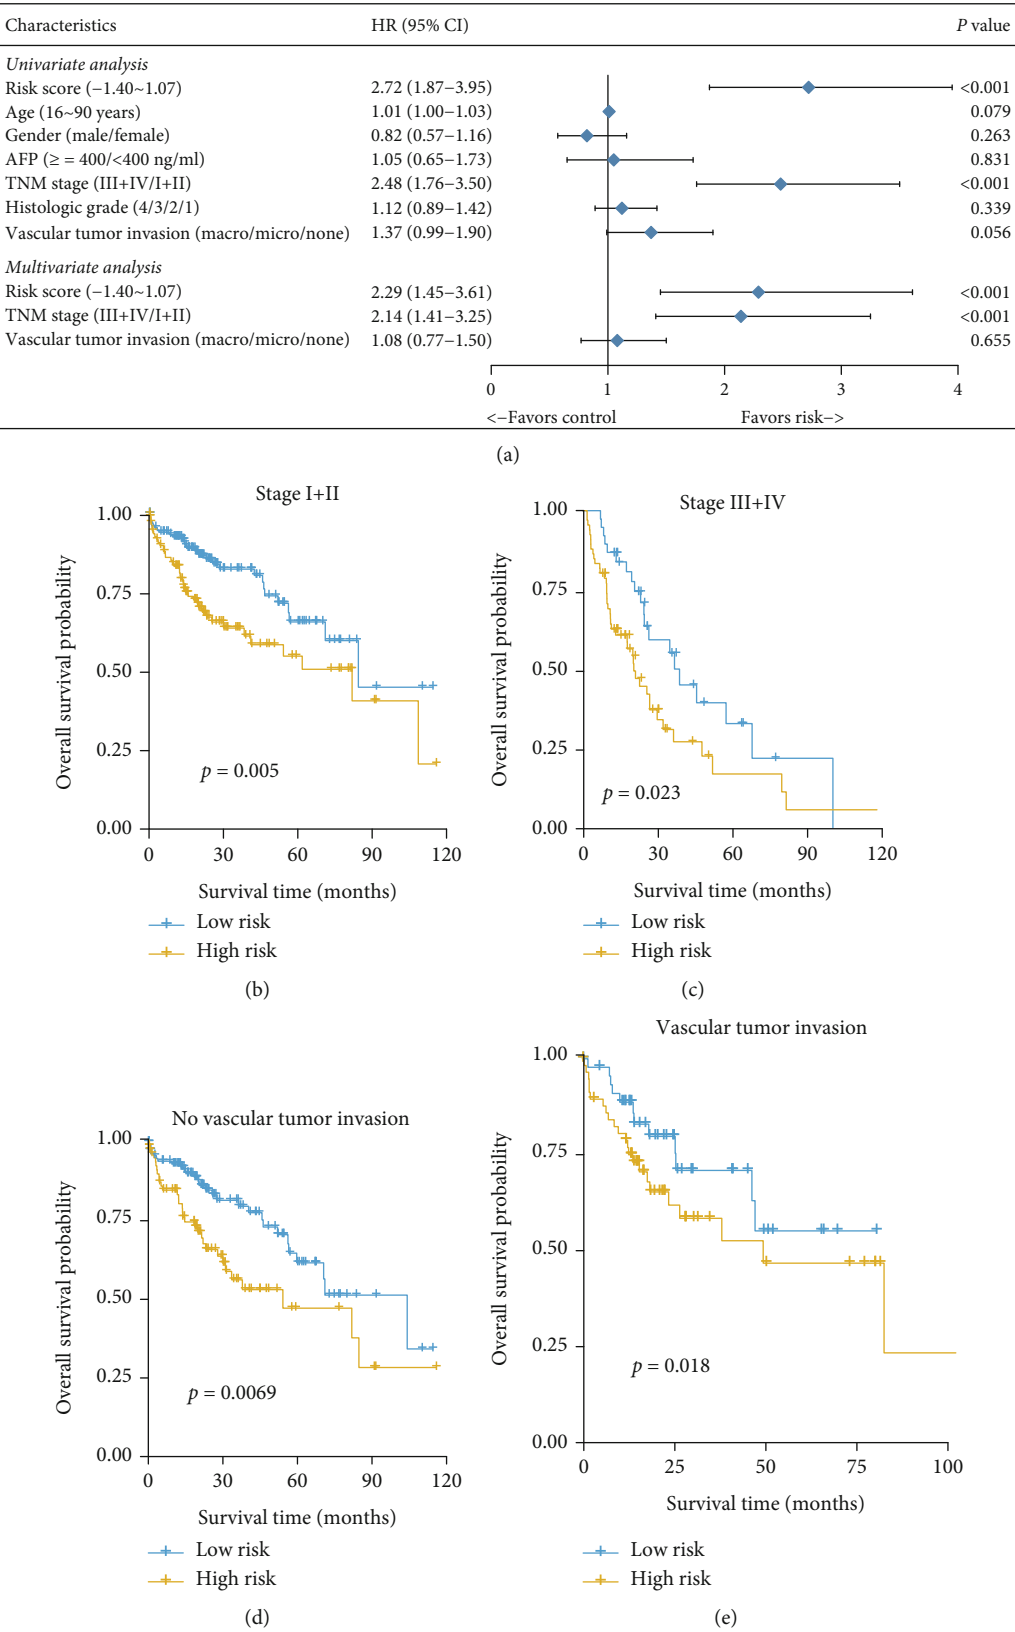 Characteristics HR (95% CI) P value
Univariate analysis
Risk score (−1.40~1.07) 2.72 (1.87−3.95) <0.001
Age (16~90 years) 1.01 (1.00−1.03) 0.079
Gender (male/female) 0.82 (0.57−1.16) 0.263
AFP (≥ = 400/<400 ng/ml) 1.05 (0.65−1.73) 0.831
TNM stage (III+IV/I+II) 2.48 (1.76−3.50) <0.001
Histologic grade (4/3/2/1) 1.12 (0.89−1.42) 0.339
Vascular tumor invasion (macro/micro/none) 1.37 (0.99−1.90) 0.056
Multivariate analysis
Risk score (−1.40~1.07) 2.29 (1.45−3.61) <0.001
TNM stage (III+IV/I+II) 2.14 (1.41−3.25) <0.001
Vascular tumor invasion (macro/micro/none) 1.08 (0.77−1.50) 0.655
0 1 2 3 4
<−Favors control Favors risk−>
(a)
Stage I+II
Overall survival probability
1.00
0.75
0.50
0.25
0.00
p = 0.005
0 30 60 90 120
Survival time (months)
Low risk
High risk
(b)
Stage III+IV
Overall survival probability
1.00
0.75
0.50
0.25
0.00
p = 0.023
0 30 60 90 120
Survival time (months)
Low risk
High risk
(c)
No vascular tumor invasion
Overall survival probability
1.00
0.75
0.50
0.25
0.00
p = 0.0069
0 30 60 90 120
Survival time (months)
Low risk
High risk
(d)
Vascular tumor invasion
Overall survival probability
1.00
0.75
0.50
0.25
0.00
p = 0.018
0 25 50 75 100
Survival time (months)
Low risk
High risk
(e)